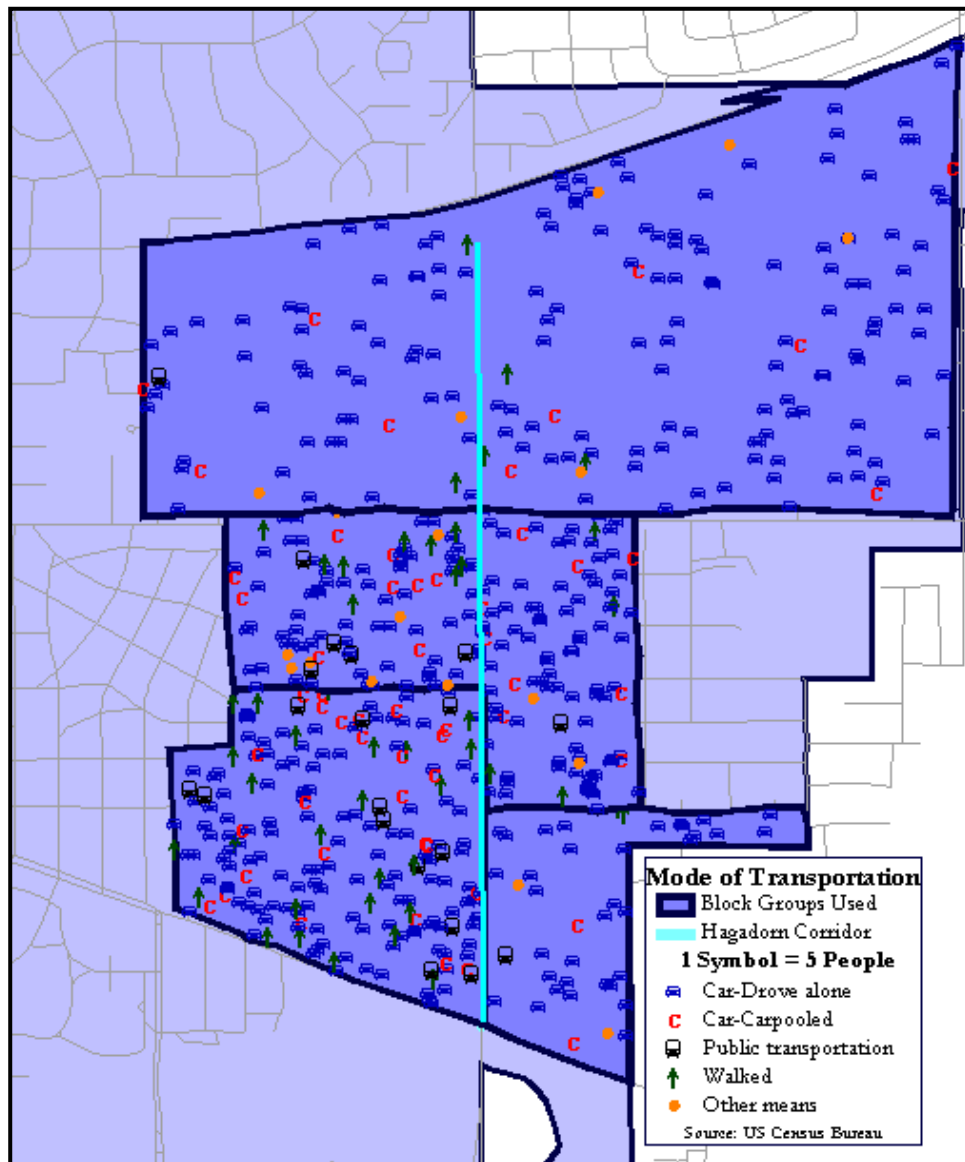 Mode of Transportation
Block Groups Used
Hagadorn Corridor
1 Symbol = 5 People
Car-Drove alone
C Car-Carpooled
Public transportation
Walked
Other means
Source: US Census Bureau